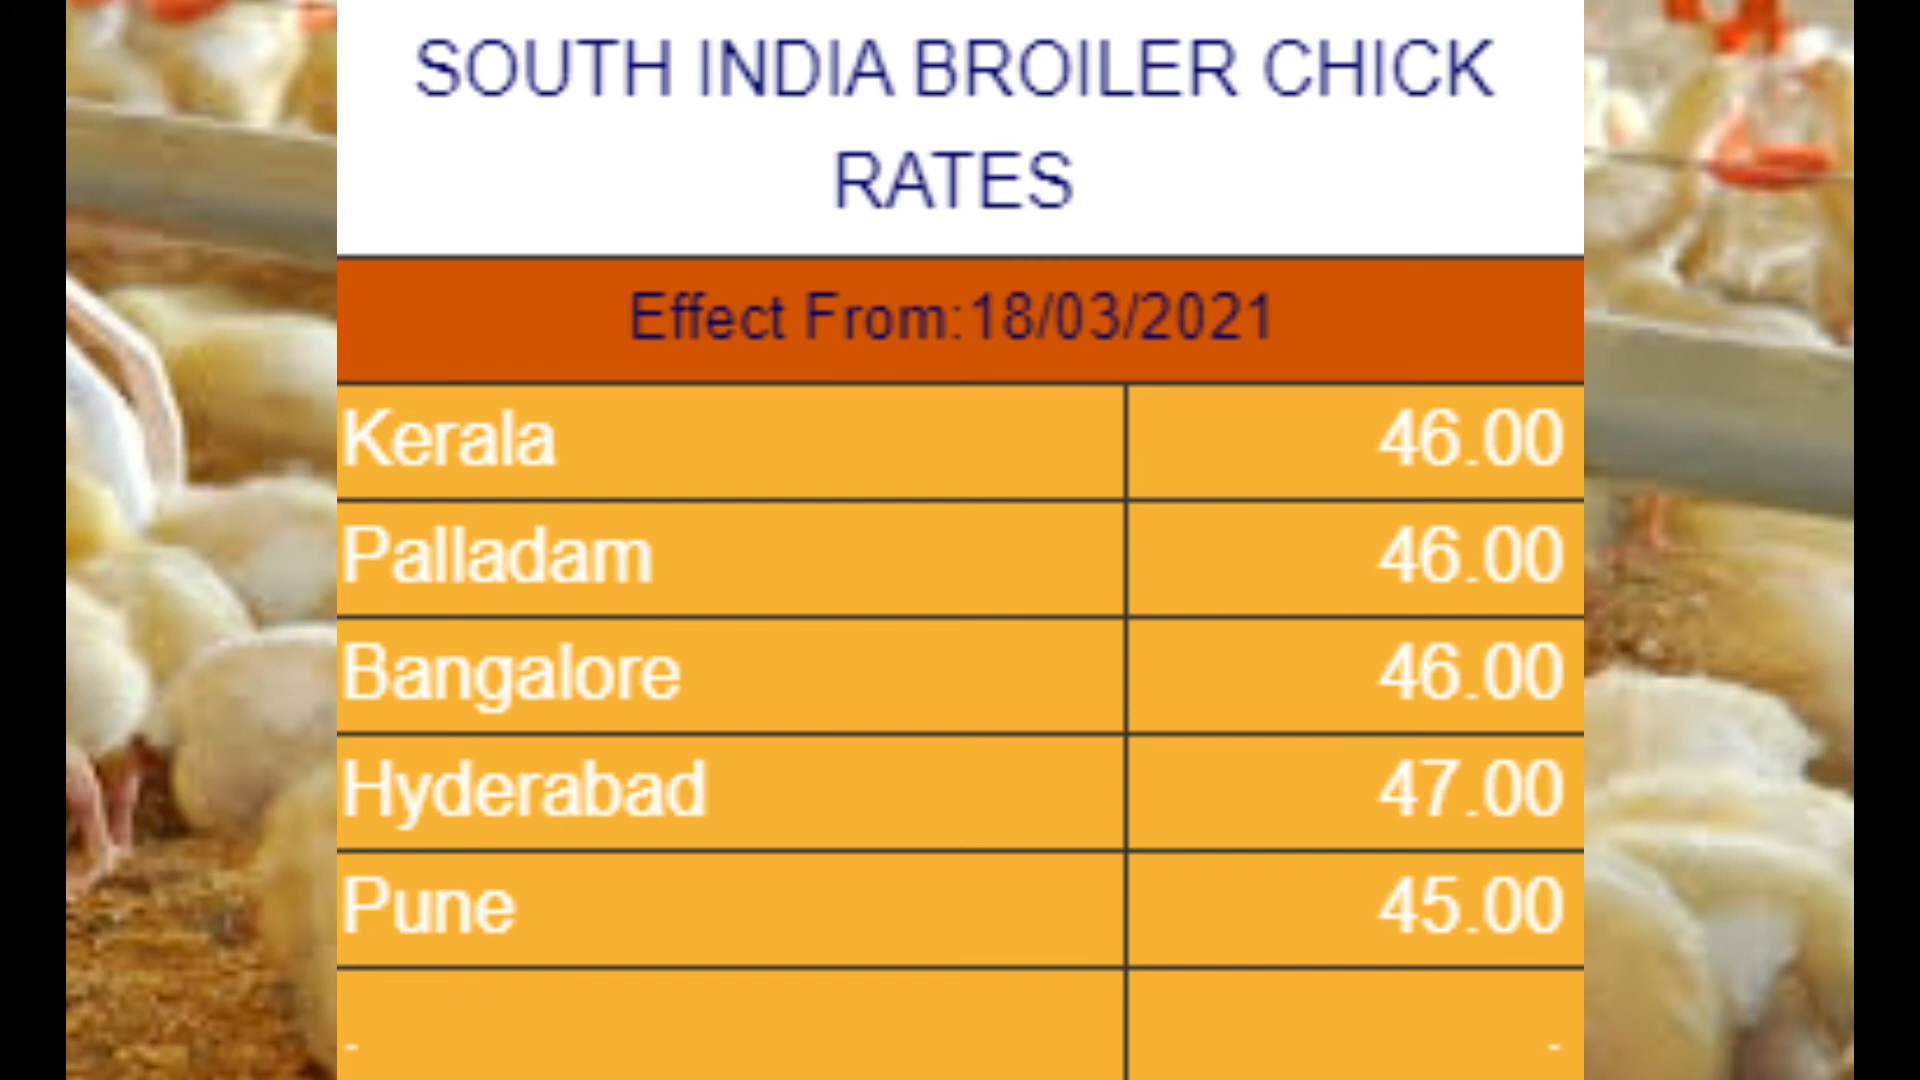 SOUTH INDIA BROILER CHICK
RATES
Effect From:18/03/2021
Kerala 46.00
Palladam 46.00
Bangalore 46.00
Hyderabad 47.00
Pune 45.00
- -